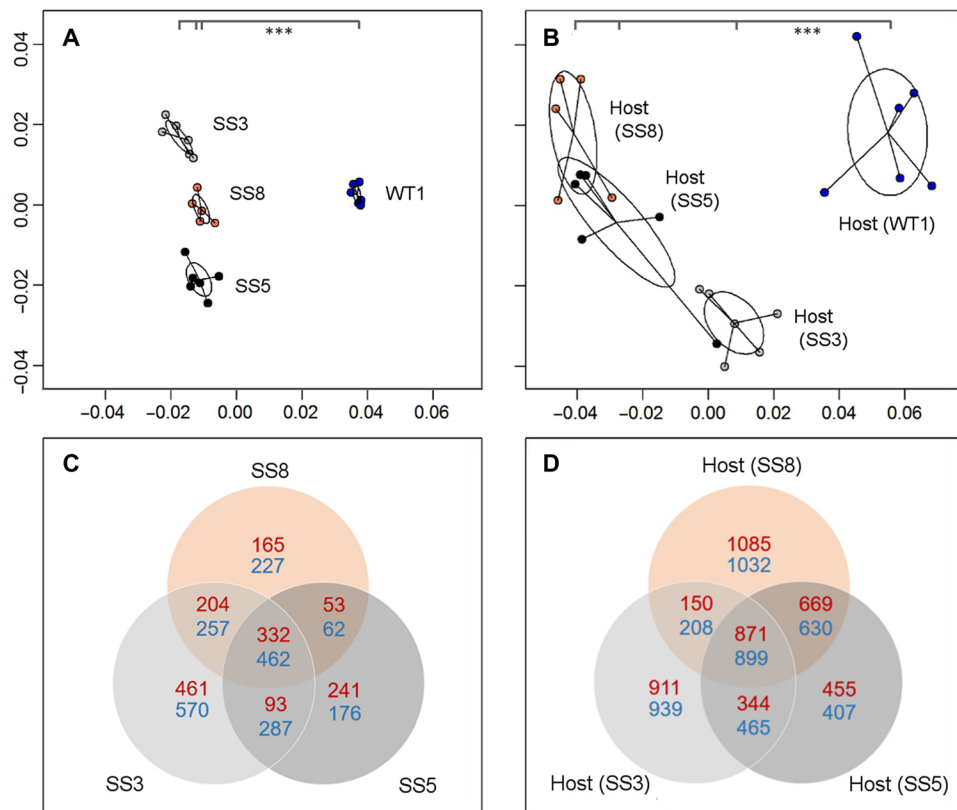 A
***
SS3
SS8
WT1
SS5
0.04
0.02
0.00
−0.02
−0.04
−0.04
−0.02
0.00
0.02
0.04
0.06
B
***
Host
(SS8)
Host
(SS5)
Host (WT1)
Host
(SS3)
−0.04
−0.02
0.00
0.02
0.04
0.06
C
SS8
165
227
204
257
53
62
332
462
461
570
93
287
241
176
SS3
SS5
D
Host (SS8)
1085
1032
150
208
669
630
871
899
911
939
344
465
455
407
Host (SS3)
Host (SS5)